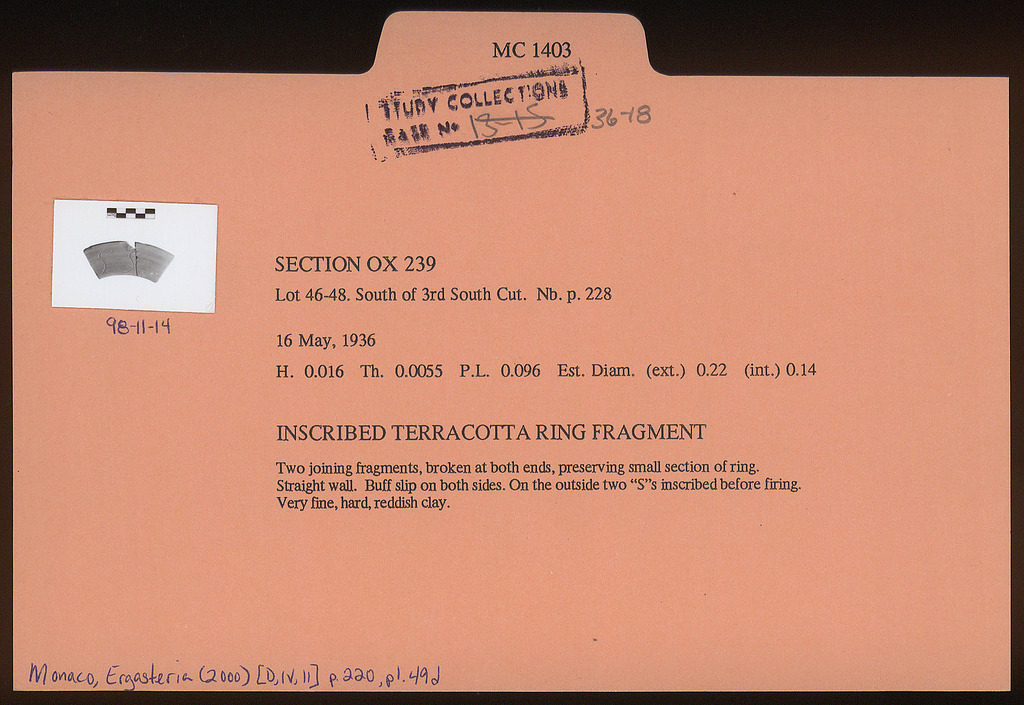 MC 1403
STUDY COLLECTIONS
CASE No 13-15 36-18
98-11-14
SECTION OX 239
Lot 46-48. South of 3rd South Cut. Nb. p. 228
16 May, 1936
H. 0.016 Th. 0.0055 P.L. 0.096 Est. Diam. (ext.) 0.22 (int.) 0.14
INSCRIBED TERRACOTTA RING FRAGMENT
Two joining fragments, broken at both ends, preserving small section of ring.
Straight wall. Buff slip on both sides. On the outside two “S”s inscribed before firing.
Very fine, hard, reddish clay.
Monaco, Ergasteria (2000) [D,IV,11] p.220, pl.49d